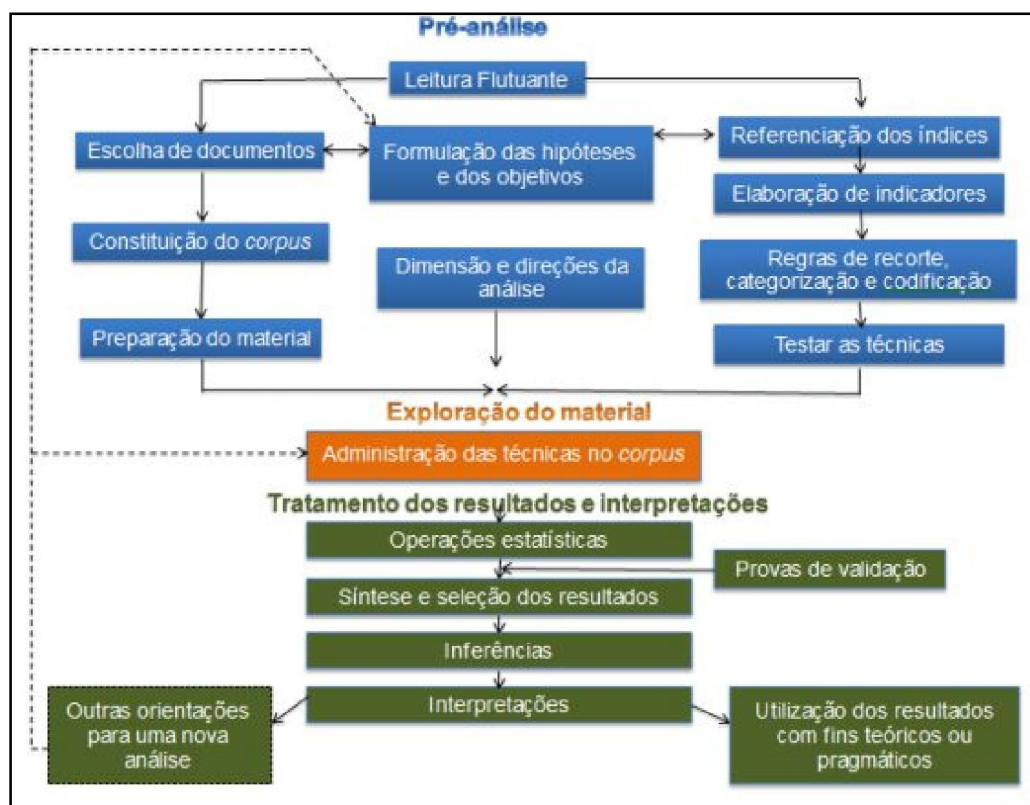 Pré-análise
Leitura Flutuante
Escolha de documentos
Formulação das hipóteses
e dos objetivos
Referenciação dos índices
Elaboração de indicadores
Constituição do corpus
Dimensão e direções da
análise
Regras de recorte,
categorização e codificação
Preparação do material
Testar as técnicas
Exploração do material
Administração das técnicas no corpus
Tratamento dos resultados e interpretações
Operações estatísticas
Provas de validação
Síntese e seleção dos resultados
Inferências
Interpretações
Outras orientações
para uma nova
análise
Utilização dos resultados
com fins teóricos ou
pragmáticos